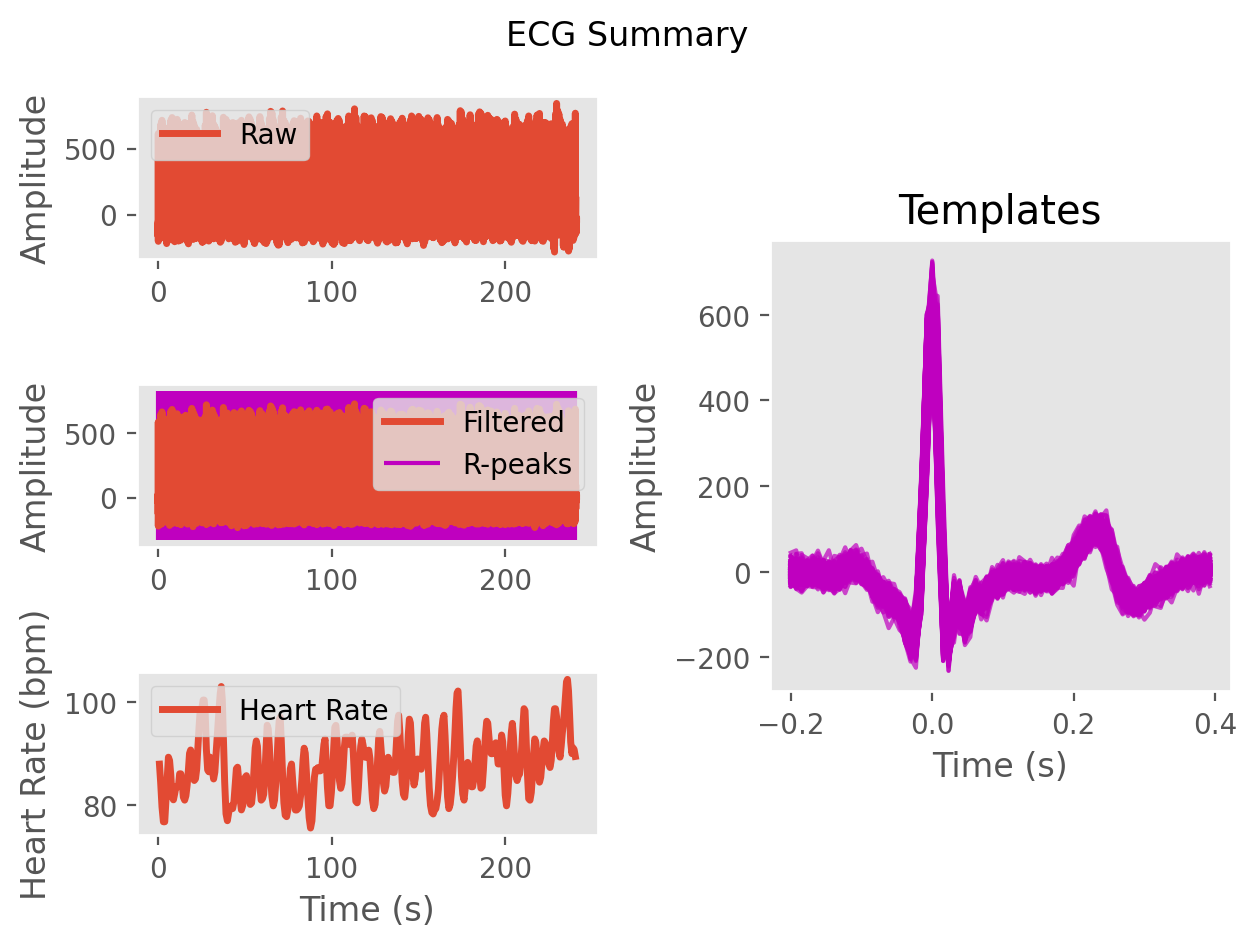 ECG Summary
Amplitude
500
0
Raw
0 100 200
Amplitude
500
0
Filtered
R-peaks
0 100 200
Heart Rate (bpm)
100
80
Heart Rate
0 100 200
Time (s)
Templates
Amplitude
600
400
200
0
−200
−0.2 0.0 0.2 0.4
Time (s)